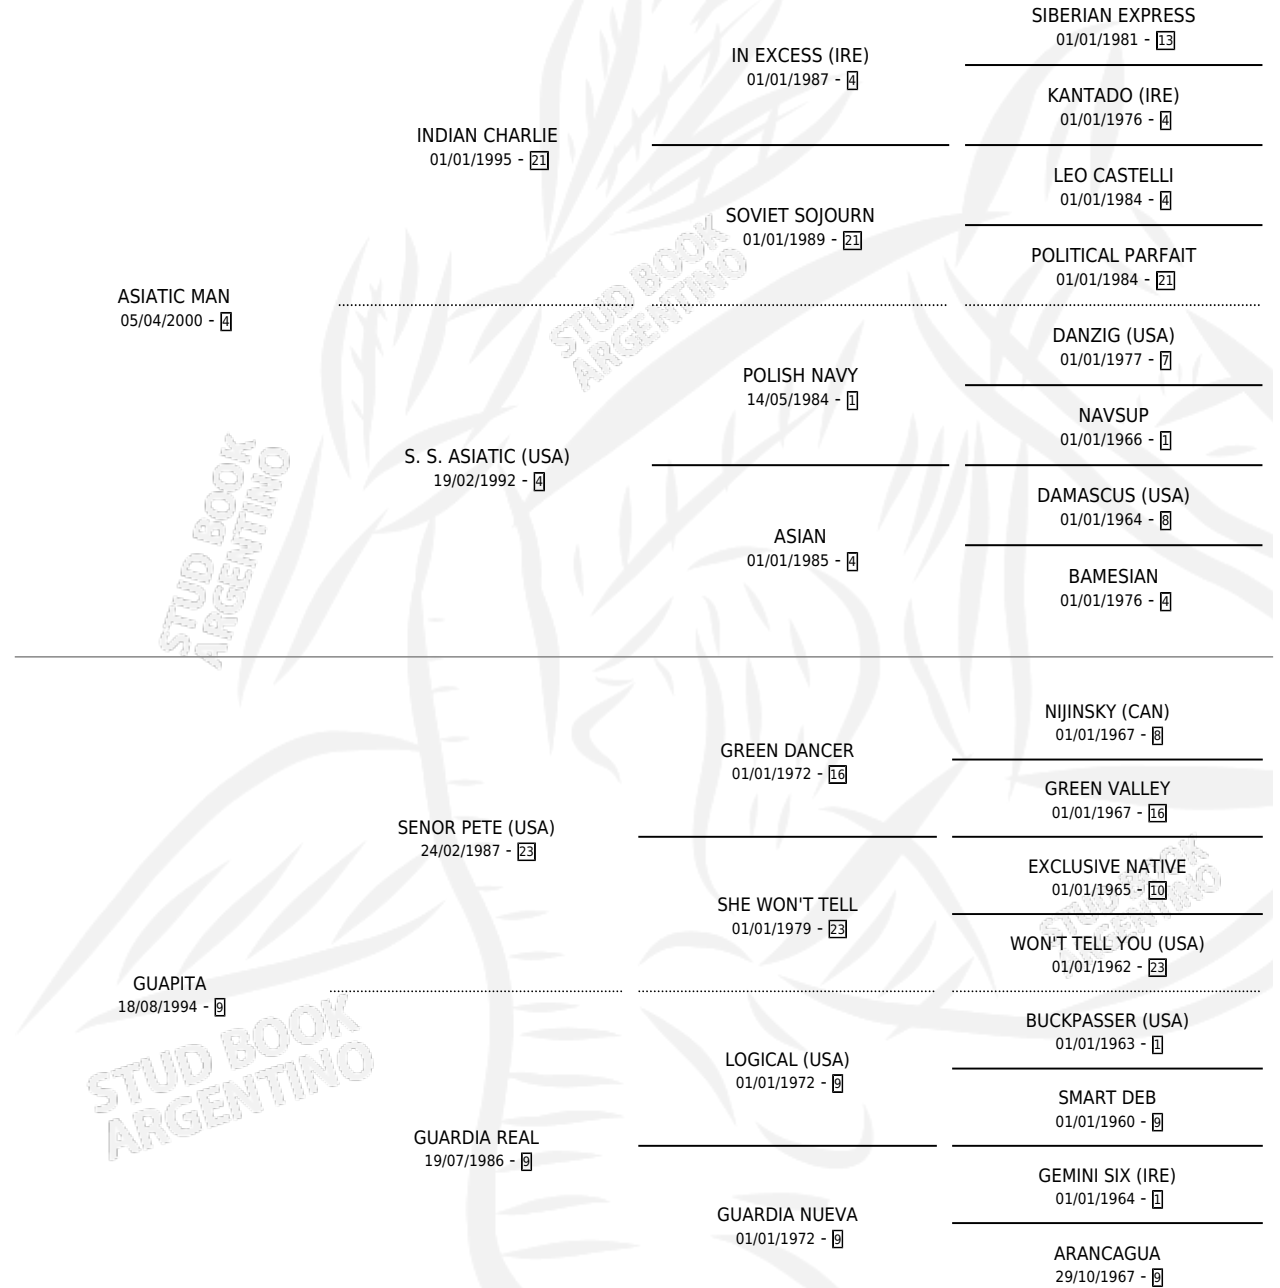 SIBERIAN EXPRESS
01/01/1981 - 13
IN EXCESS (IRE)
01/01/1987 - 4
KANTADO (IRE)
01/01/1976 - 4
INDIAN CHARLIE
01/01/1995 - 21
LEO CASTELLI
01/01/1984 - 4
SOVIET SOJOURN
01/01/1989 - 21
POLITICAL PARFAIT
01/01/1984 - 21
STUD BOOK
ARGENTINO
ASIATIC MAN
05/04/2000 - 4
DANZIG (USA)
01/01/1977 - 7
POLISH NAVY
14/05/1984 - 1
NAVSUP
01/01/1966 - 1
S. S. ASIATIC (USA)
19/02/1992 - 4
DAMASCUS (USA)
01/01/1964 - 8
ASIAN
01/01/1985 - 4
BAMESIAN
01/01/1976 - 4
STUD BOOK
ARGENTINO
NIJINSKY (CAN)
01/01/1967 - 8
GREEN DANCER
01/01/1972 - 16
GREEN VALLEY
01/01/1967 - 16
SENOR PETE (USA)
24/02/1987 - 23
EXCLUSIVE NATIVE
01/01/1965 - 10
SHE WON'T TELL
01/01/1979 - 23
WON'T TELL YOU (USA)
01/01/1962 - 23
STUD BOOK
ARGENTINO
GUAPITA
18/08/1994 - 9
BUCKPASSER (USA)
01/01/1963 - 1
LOGICAL (USA)
01/01/1972 - 9
SMART DEB
01/01/1960 - 9
STUD BOOK
ARGENTINO
GUARDIA REAL
19/07/1986 - 9
GEMINI SIX (IRE)
01/01/1964 - 1
GUARDIA NUEVA
01/01/1972 - 9
ARANCAGUA
29/10/1967 - 9